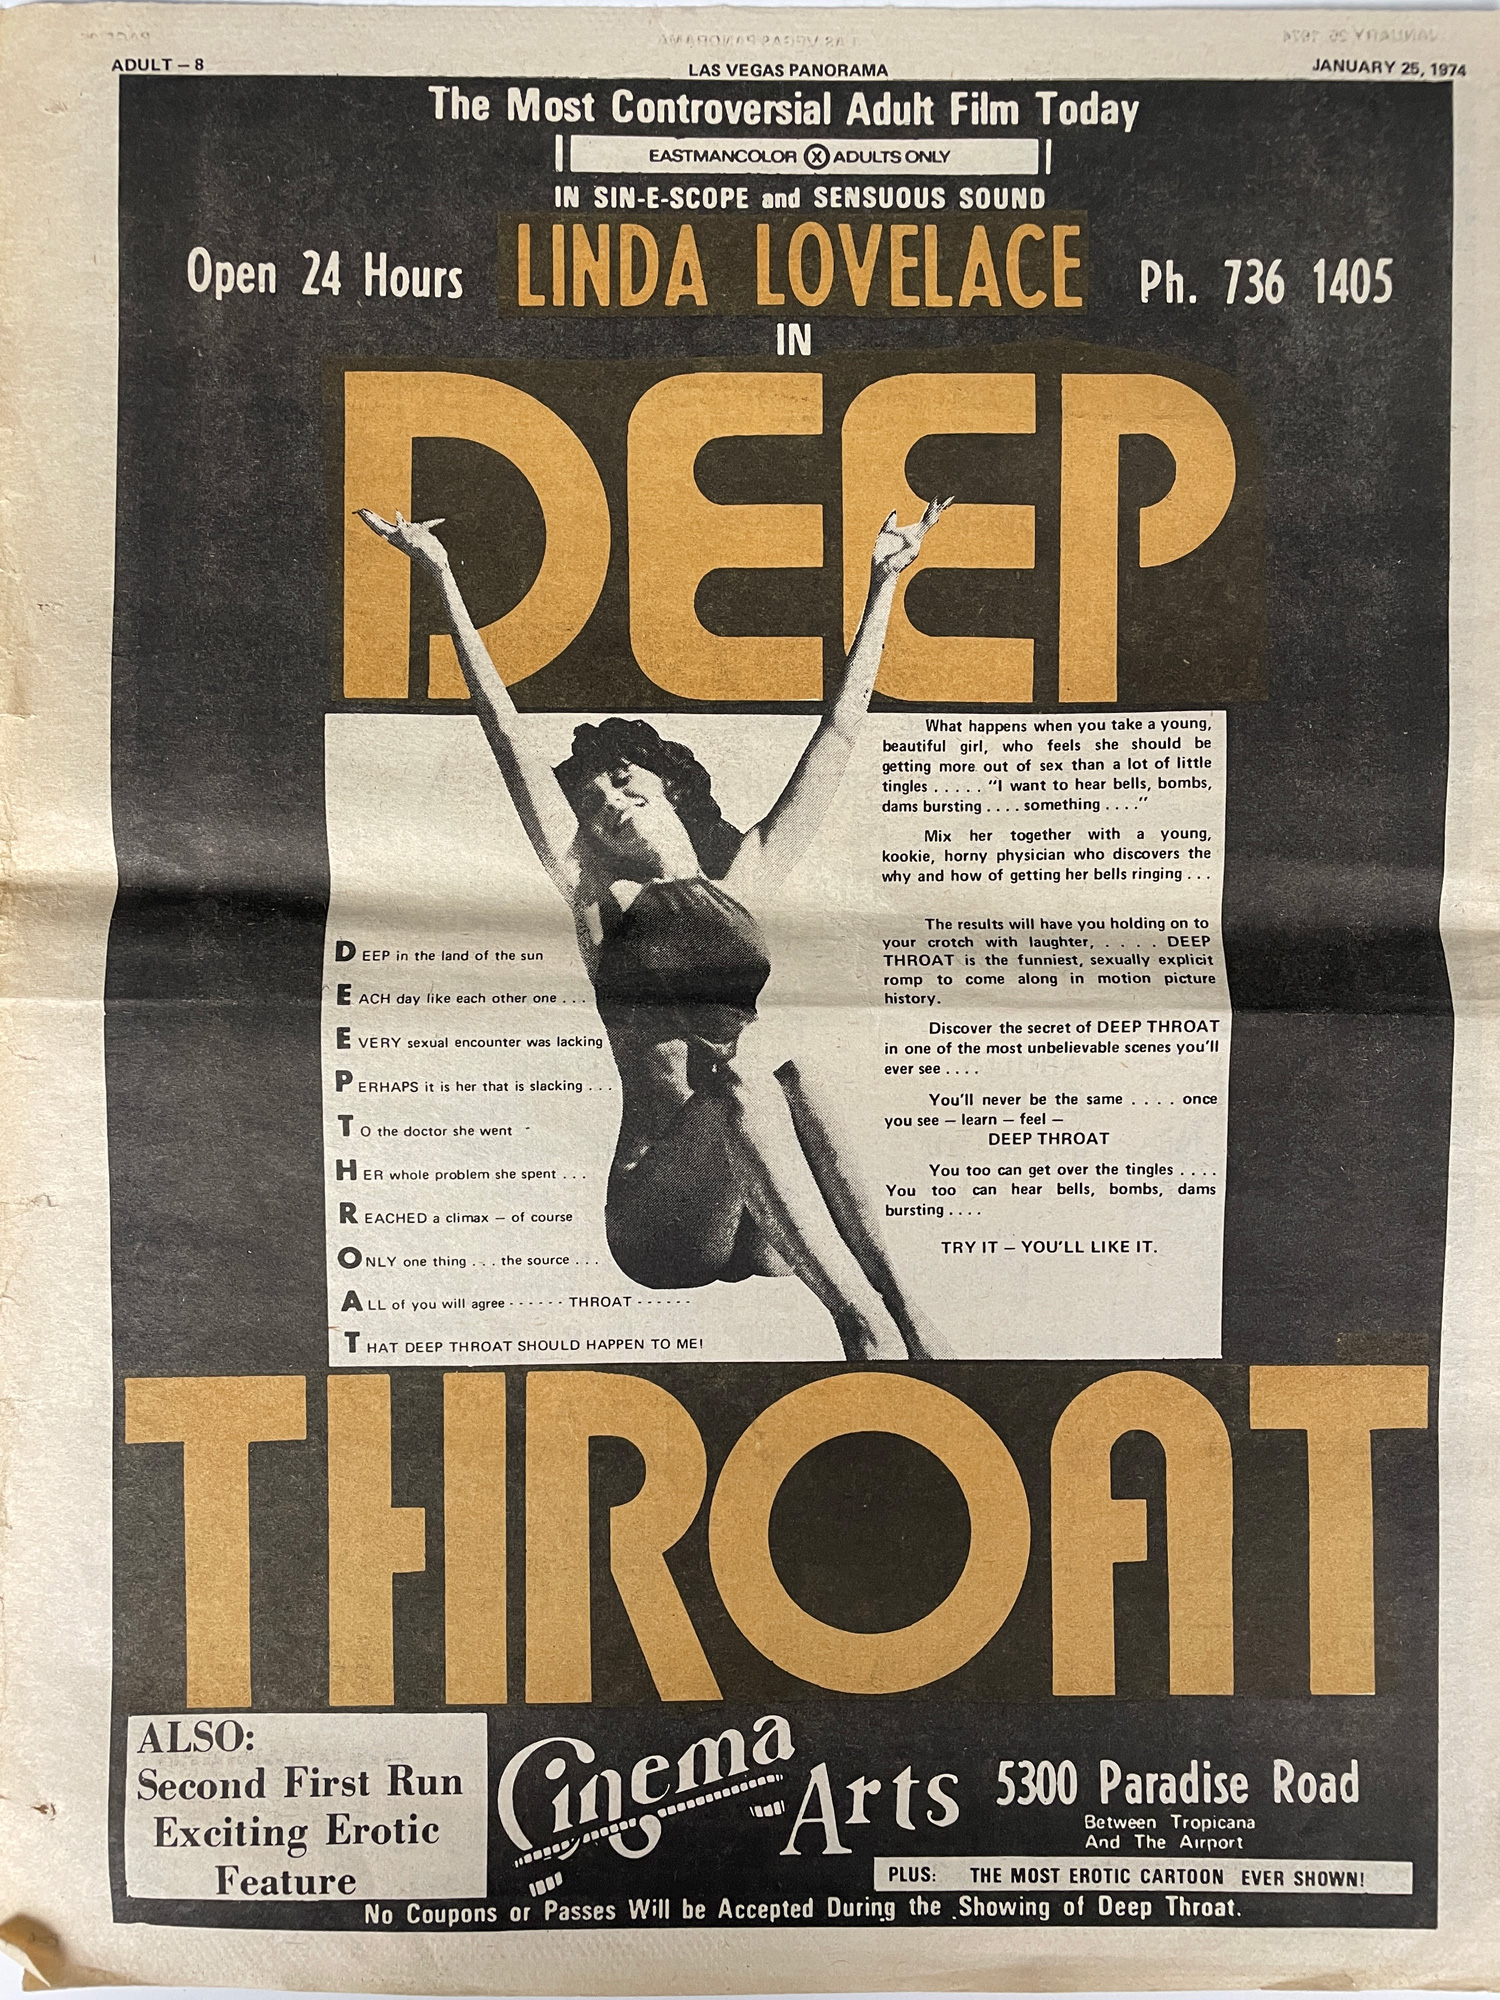 ADULT – 8
LAS VEGAS PANORAMA
JANUARY 25, 1974
The Most Controversial Adult Film Today
EASTMANCOLOR X ADULTS ONLY
IN SIN-E-SCOPE and SENSUOUS SOUND
Open 24 Hours
LINDA LOVELACE
Ph. 736 1405
IN
DEEP
DEEP in the land of the sun
EACH day like each other one . . .
EVERY sexual encounter was lacking
PERHAPS it is her that is slacking . . .
TO the doctor she went -
HER whole problem she spent . . .
REACHED a climax – of course
ONLY one thing . . . the source . . .
ALL of you will agree - - - - - - THROAT - - - - - -
THAT DEEP THROAT SHOULD HAPPEN TO ME!
What happens when you take a young,
beautiful girl, who feels she should be
getting more out of sex than a lot of little
tingles . . . . . "I want to hear bells, bombs,
dams bursting . . . . something . . . ."
Mix her together with a young,
kookie, horny physician who discovers the
why and how of getting her bells ringing . . .
The results will have you holding on to
your crotch with laughter, . . . . DEEP
THROAT is the funniest, sexually explicit
romp to come along in motion picture
history.
Discover the secret of DEEP THROAT
in one of the most unbelievable scenes you'll
ever see . . . .
You'll never be the same . . . . once
you see – learn – feel –
DEEP THROAT
You too can get over the tingles . . . .
You too can hear bells, bombs, dams
bursting . . . .
TRY IT – YOU'LL LIKE IT.
THROAT
ALSO:
Second First Run
Exciting Erotic
Feature
Cinema
Arts
5300 Paradise Road
Between Tropicana
And The Airport
PLUS: THE MOST EROTIC CARTOON EVER SHOWN!
No Coupons or Passes Will be Accepted During the Showing of Deep Throat.